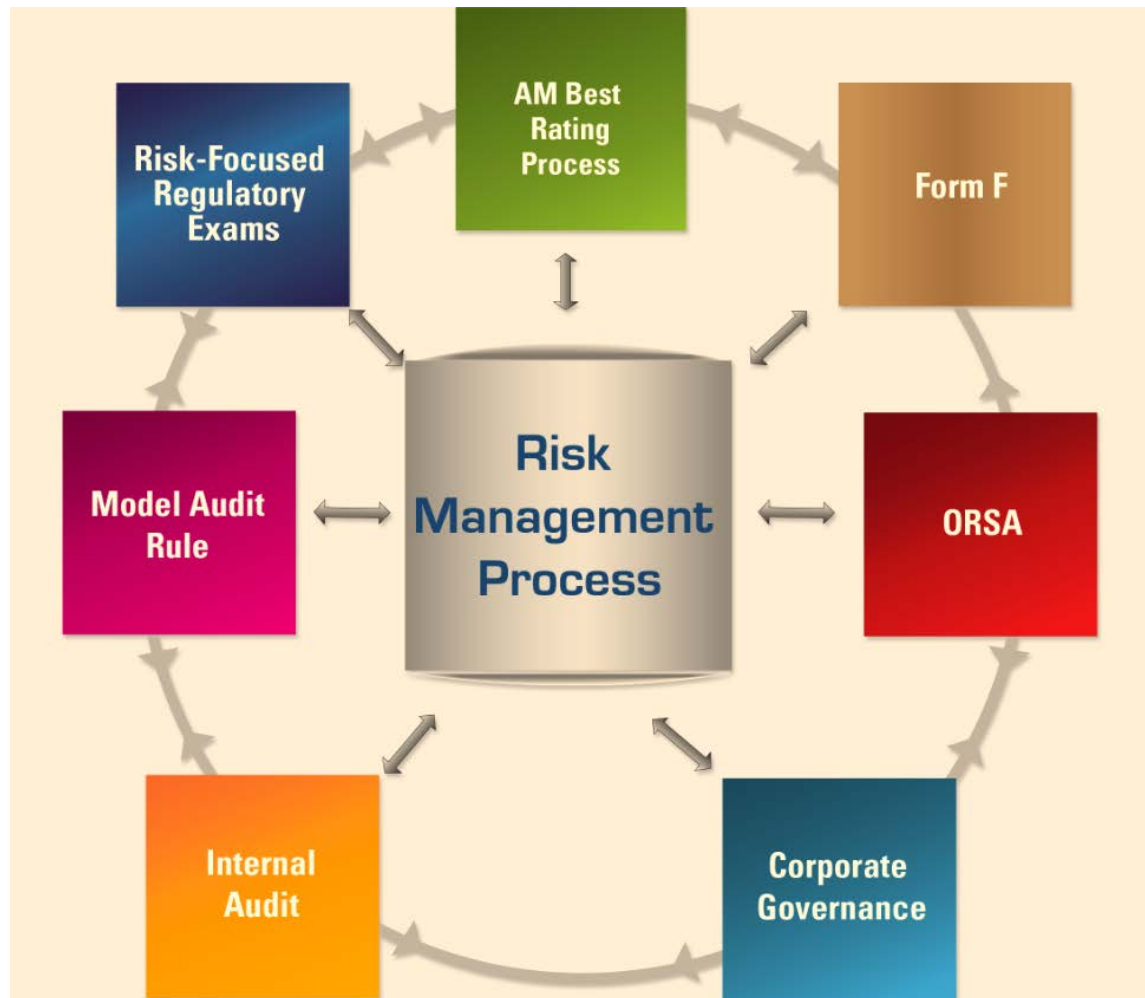 AM Best
Rating
Process
Risk-Focused
Regulatory
Exams
Form F
Risk
Management
Process
Model Audit
Rule
ORSA
Internal
Audit
Corporate
Governance